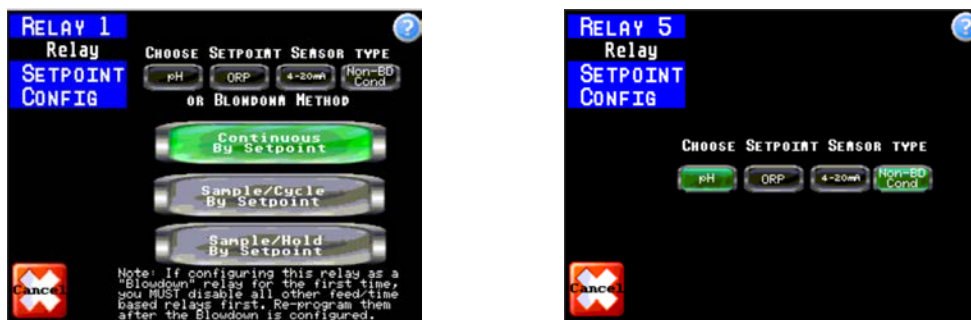 RELAY 1
Relay
SETPOINT
CONFIG
?
CHOOSE SETPOINT SENSOR TYPE
pH ORP 4-20mA Non-BD Cond
OR BLOWDOWN METHOD
Continuous
By Setpoint
Sample/Cycle
By Setpoint
Sample/Hold
By Setpoint
Note: If configuring this relay as a
"Blowdown" relay for the first time,
you MUST disable all other feed/time
based relays first. Re-program them
after the Blowdown is configured.
Cancel
RELAY 5
Relay
SETPOINT
CONFIG
?
CHOOSE SETPOINT SENSOR TYPE
pH ORP 4-20mA Non-BD Cond
Cancel